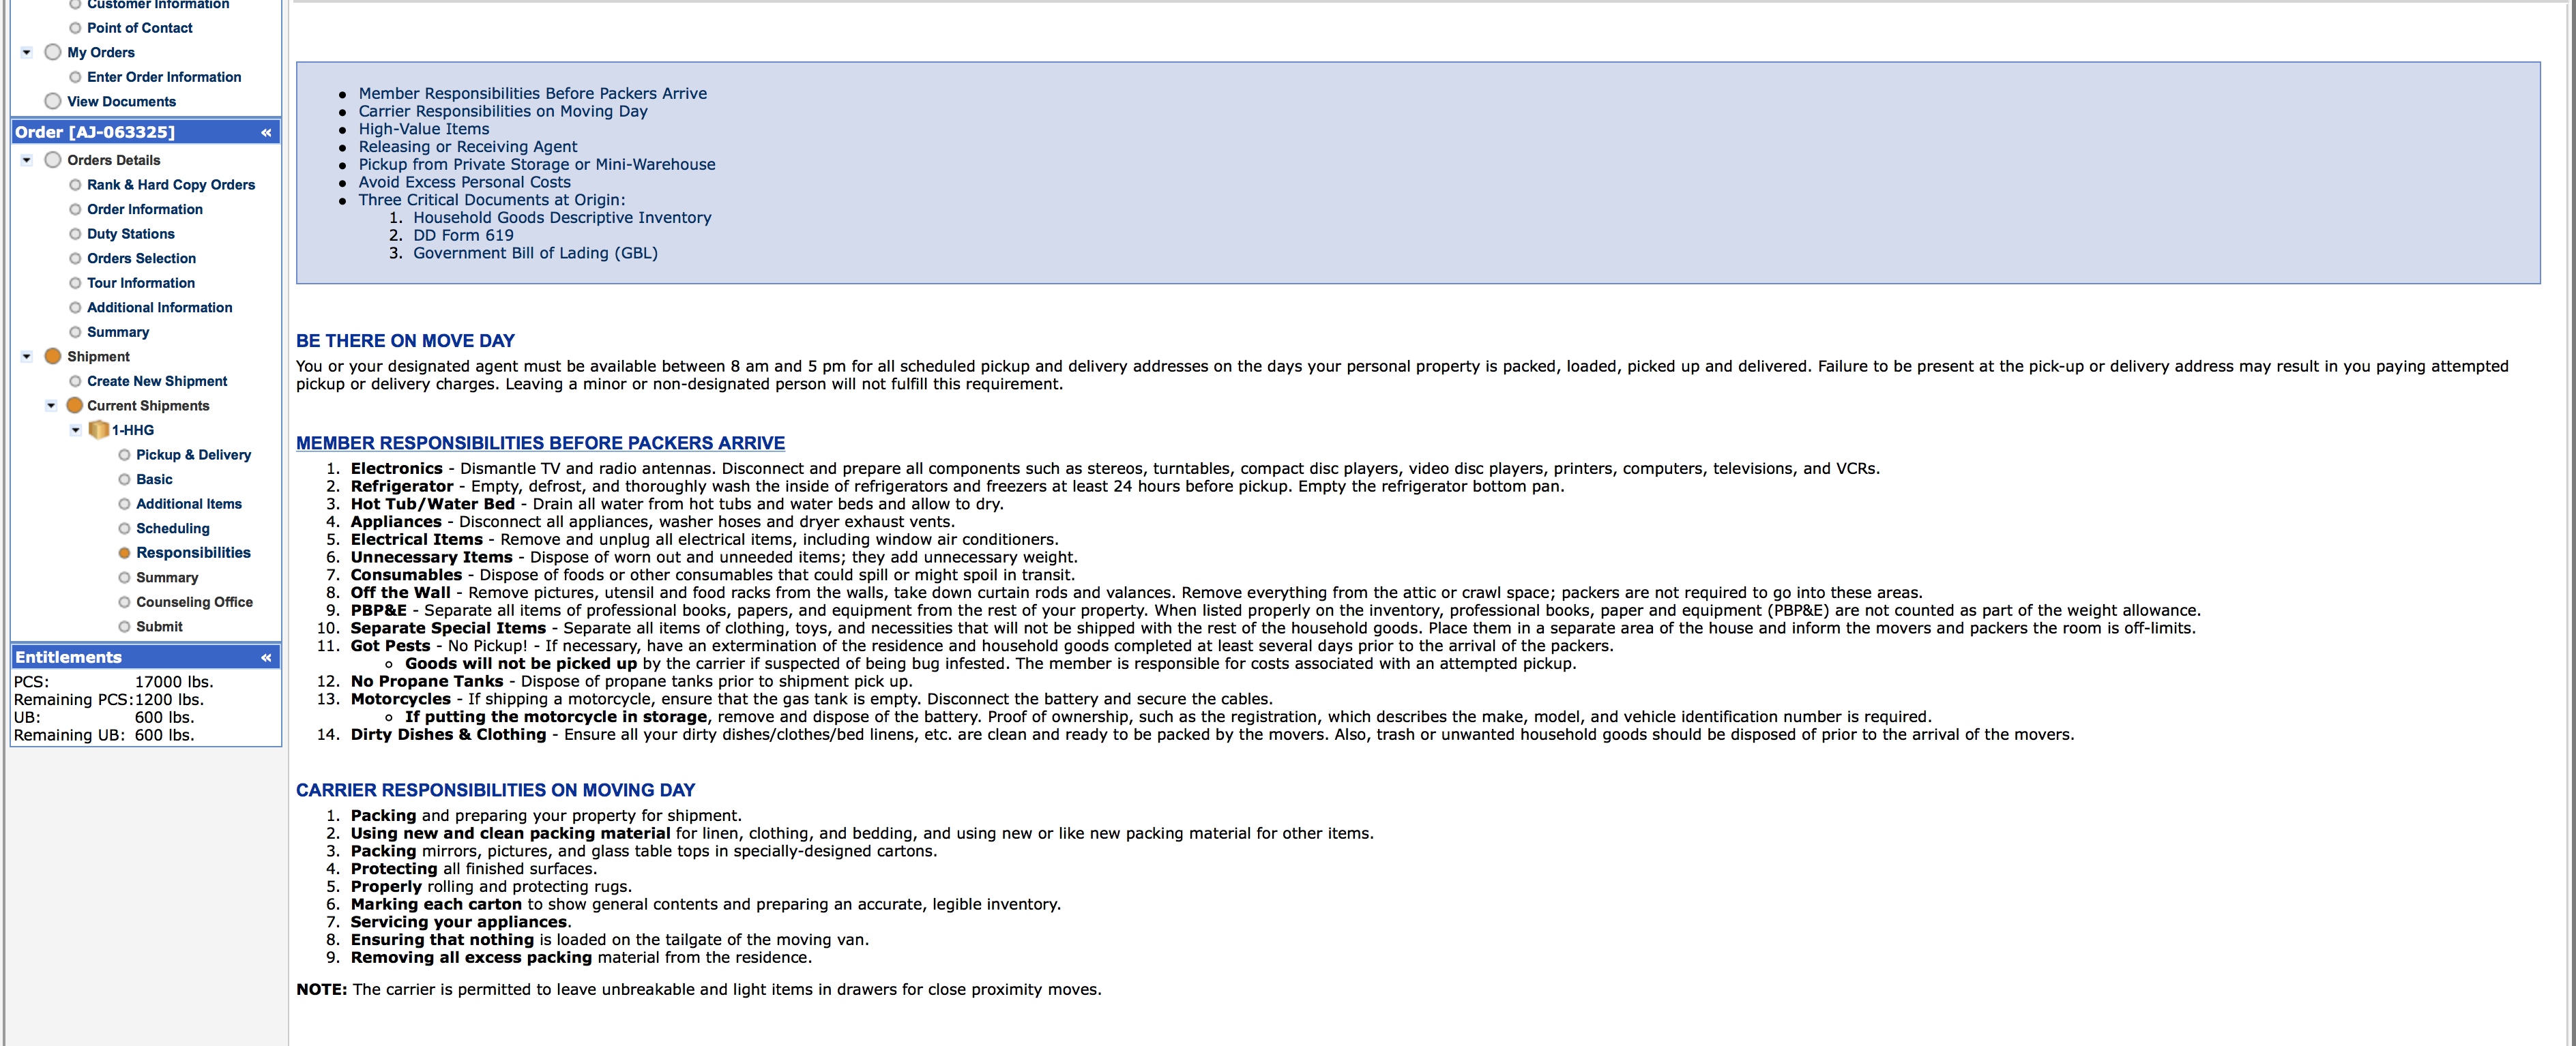 Customer Information
Point of Contact
My Orders
Enter Order Information
View Documents
Order [AJ-063325] «
Orders Details
Rank & Hard Copy Orders
Order Information
Duty Stations
Orders Selection
Tour Information
Additional Information
Summary
Shipment
Create New Shipment
Current Shipments
1-HHG
Pickup & Delivery
Basic
Additional Items
Scheduling
Responsibilities
Summary
Counseling Office
Submit
Entitlements «
PCS: 17000 lbs.
Remaining PCS: 1200 lbs.
UB: 600 lbs.
Remaining UB: 600 lbs.
• Member Responsibilities Before Packers Arrive
• Carrier Responsibilities on Moving Day
• High-Value Items
• Releasing or Receiving Agent
• Pickup from Private Storage or Mini-Warehouse
• Avoid Excess Personal Costs
• Three Critical Documents at Origin:
1. Household Goods Descriptive Inventory
2. DD Form 619
3. Government Bill of Lading (GBL)
BE THERE ON MOVE DAY
You or your designated agent must be available between 8 am and 5 pm for all scheduled pickup and delivery addresses on the days your personal property is packed, loaded, picked up and delivered. Failure to be present at the pick-up or delivery address may result in you paying attempted
pickup or delivery charges. Leaving a minor or non-designated person will not fulfill this requirement.
MEMBER RESPONSIBILITIES BEFORE PACKERS ARRIVE
1. Electronics - Dismantle TV and radio antennas. Disconnect and prepare all components such as stereos, turntables, compact disc players, video disc players, printers, computers, televisions, and VCRs.
2. Refrigerator - Empty, defrost, and thoroughly wash the inside of refrigerators and freezers at least 24 hours before pickup. Empty the refrigerator bottom pan.
3. Hot Tub/Water Bed - Drain all water from hot tubs and water beds and allow to dry.
4. Appliances - Disconnect all appliances, washer hoses and dryer exhaust vents.
5. Electrical Items - Remove and unplug all electrical items, including window air conditioners.
6. Unnecessary Items - Dispose of worn out and unneeded items; they add unnecessary weight.
7. Consumables - Dispose of foods or other consumables that could spill or might spoil in transit.
8. Off the Wall - Remove pictures, utensil and food racks from the walls, take down curtain rods and valances. Remove everything from the attic or crawl space; packers are not required to go into these areas.
9. PBP&E - Separate all items of professional books, papers, and equipment from the rest of your property. When listed properly on the inventory, professional books, paper and equipment (PBP&E) are not counted as part of the weight allowance.
10. Separate Special Items - Separate all items of clothing, toys, and necessities that will not be shipped with the rest of the household goods. Place them in a separate area of the house and inform the movers and packers the room is off-limits.
11. Got Pests - No Pickup! - If necessary, have an extermination of the residence and household goods completed at least several days prior to the arrival of the packers.
◦ Goods will not be picked up by the carrier if suspected of being bug infested. The member is responsible for costs associated with an attempted pickup.
12. No Propane Tanks - Dispose of propane tanks prior to shipment pick up.
13. Motorcycles - If shipping a motorcycle, ensure that the gas tank is empty. Disconnect the battery and secure the cables.
◦ If putting the motorcycle in storage, remove and dispose of the battery. Proof of ownership, such as the registration, which describes the make, model, and vehicle identification number is required.
14. Dirty Dishes & Clothing - Ensure all your dirty dishes/clothes/bed linens, etc. are clean and ready to be packed by the movers. Also, trash or unwanted household goods should be disposed of prior to the arrival of the movers.
CARRIER RESPONSIBILITIES ON MOVING DAY
1. Packing and preparing your property for shipment.
2. Using new and clean packing material for linen, clothing, and bedding, and using new or like new packing material for other items.
3. Packing mirrors, pictures, and glass table tops in specially-designed cartons.
4. Protecting all finished surfaces.
5. Properly rolling and protecting rugs.
6. Marking each carton to show general contents and preparing an accurate, legible inventory.
7. Servicing your appliances.
8. Ensuring that nothing is loaded on the tailgate of the moving van.
9. Removing all excess packing material from the residence.
NOTE: The carrier is permitted to leave unbreakable and light items in drawers for close proximity moves.